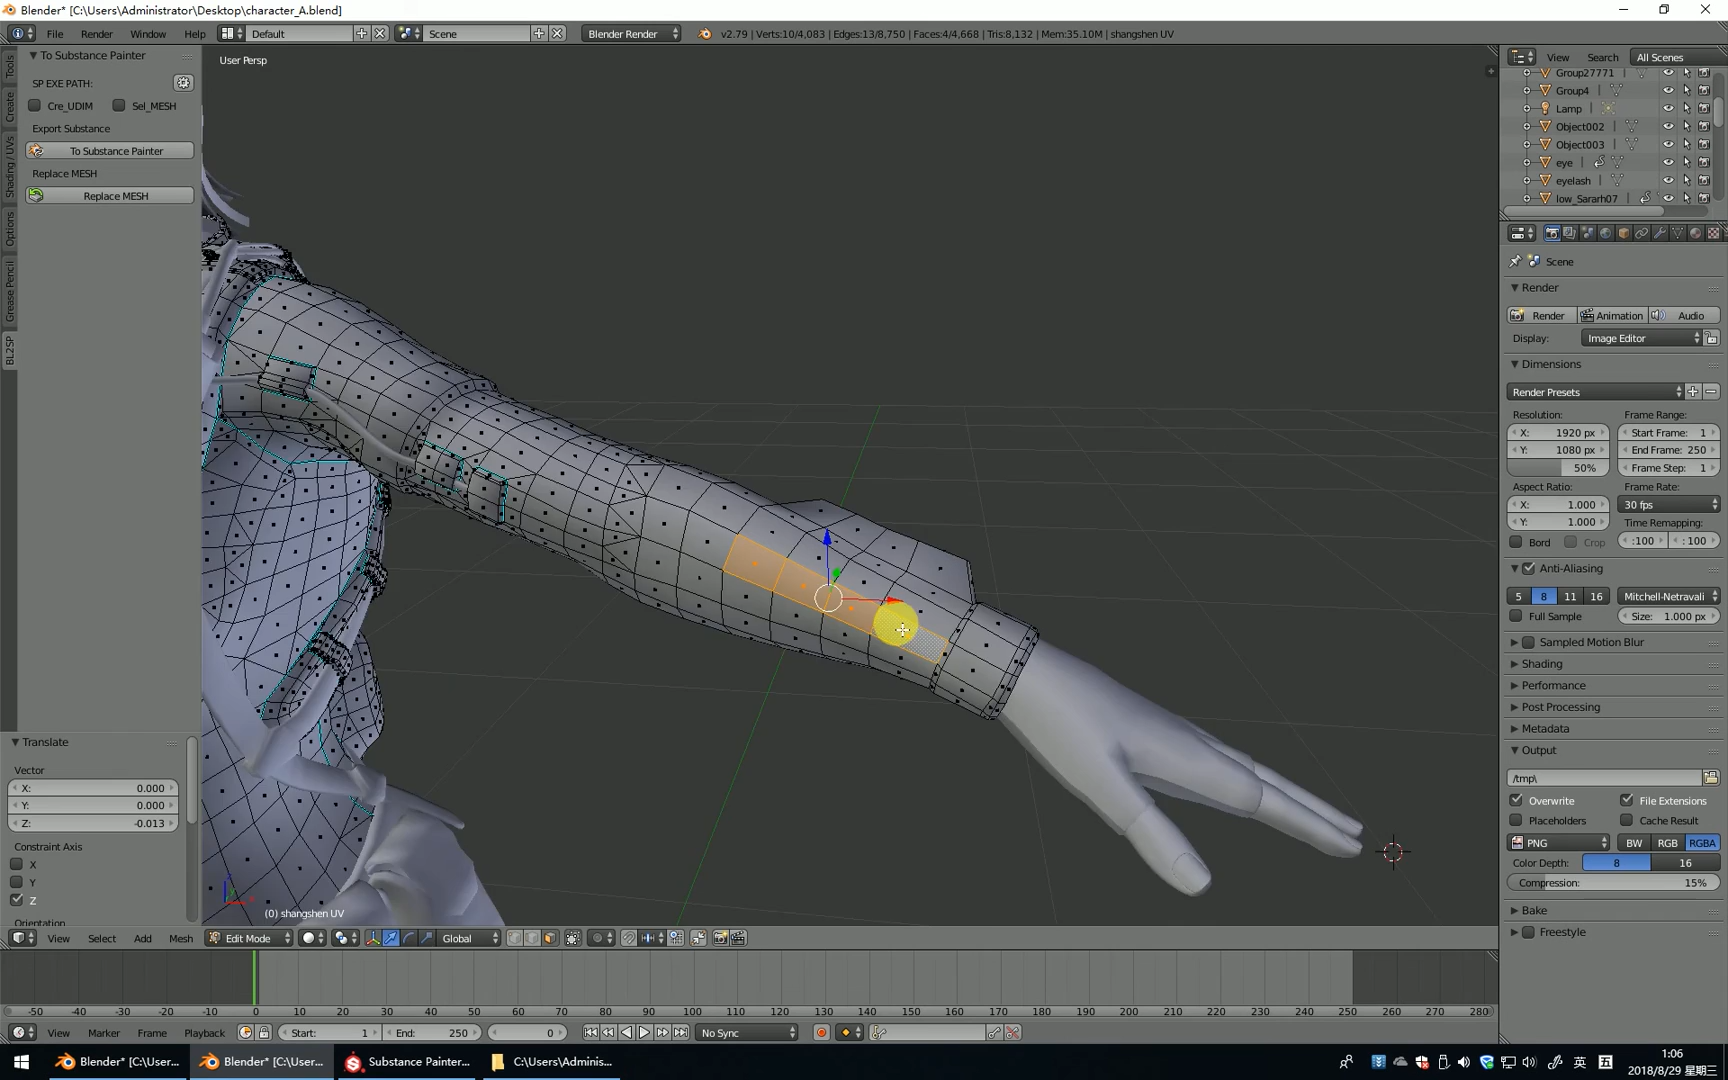 Blender* [C:\Users\Administrator\Desktop\character_A.blend]
File Render Window Help Default Scene Blender Render v2.79 | Verts:10/4,083 | Edges:13/8,750 | Faces:4/4,668 | Tris:8,132 | Mem:35.10M | shangshen UV
To Substance Painter
SP EXE PATH:
Cre_UDIM Sel_MESH
Export Substance
To Substance Painter
Replace MESH
Replace MESH
Tools
Create
Shading / UVs
Options
Grease Pencil
BL2SP
Translate
Vector
X: 0.000
Y: 0.000
Z: -0.013
Constraint Axis
X
Y
Z
Orientation
User Persp
(0) shangshen UV
View Select Add Mesh Edit Mode Global
View Search All Scenes
Group27771
Group4
Lamp
Object002
Object003
eye
eyelash
low_Sararh07
Scene
Render
Render Animation Audio
Display: Image Editor
Dimensions
Render Presets
Resolution: Frame Range:
X: 1920 px Start Frame: 1
Y: 1080 px End Frame: 250
50% Frame Step: 1
Aspect Ratio: Frame Rate:
X: 1.000 30 fps
Y: 1.000 Time Remapping:
Bord Crop :100 :100
Anti-Aliasing
5 8 11 16 Mitchell-Netravali
Full Sample Size: 1.000 px
Sampled Motion Blur
Shading
Performance
Post Processing
Metadata
Output
/tmp\
Overwrite File Extensions
Placeholders Cache Result
PNG BW RGB RGBA
Color Depth: 8 16
Compression: 15%
Bake
Freestyle
-50 -40 -30 -20 -10 0 10 20 30 40 50 60 70 80 90 100 110 120 130 140 150 160 170 180 190 200 210 220 230 240 250 260 270 280
View Marker Frame Playback Start: 1 End: 250 0 No Sync
Blender* [C:\User... Blender* [C:\User... Substance Painter... C:\Users\Adminis... 英 五 1:06
2018/8/29 星期三